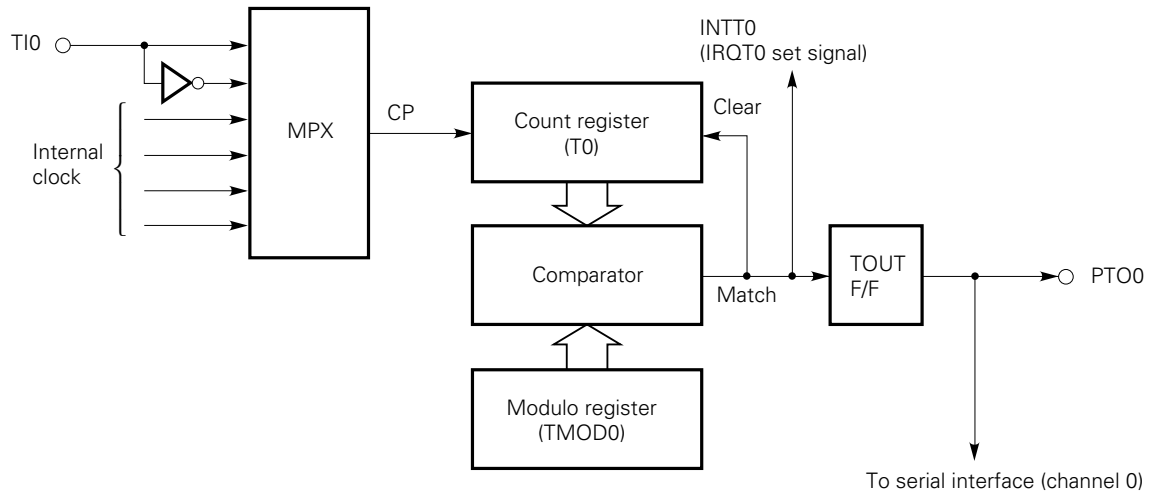 TI0
Internal
clock
MPX
CP
Count register
(T0)
Clear
INTT0
(IRQT0 set signal)
Comparator
Match
TOUT
F/F
PTO0
Modulo register
(TMOD0)
To serial interface (channel 0)